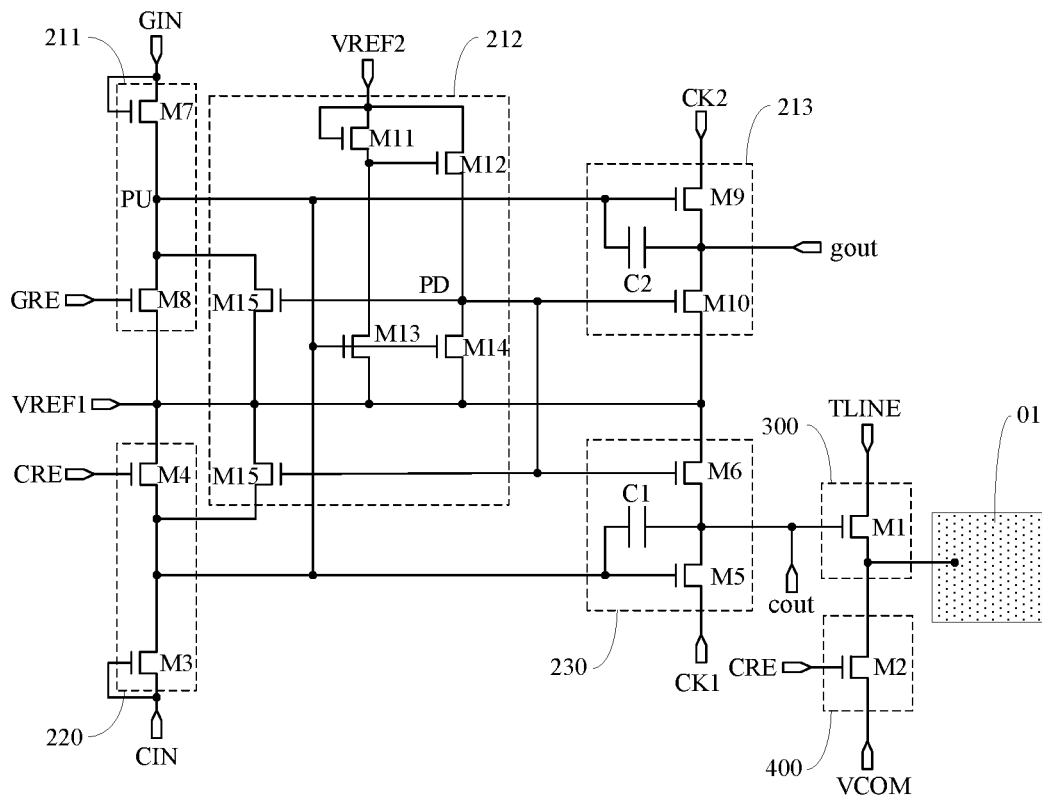 GIN
211
VREF2
212
CK2
213
M7
M11
M12
M9
PU
C2
gout
GRE
M8
M15
PD
M10
M13
M14
VREF1
TLINE
300
01
CRE
M4
M15
C1
M6
M1
M5
cout
M3
230
CK1
CRE
M2
220
CIN
400
VCOM